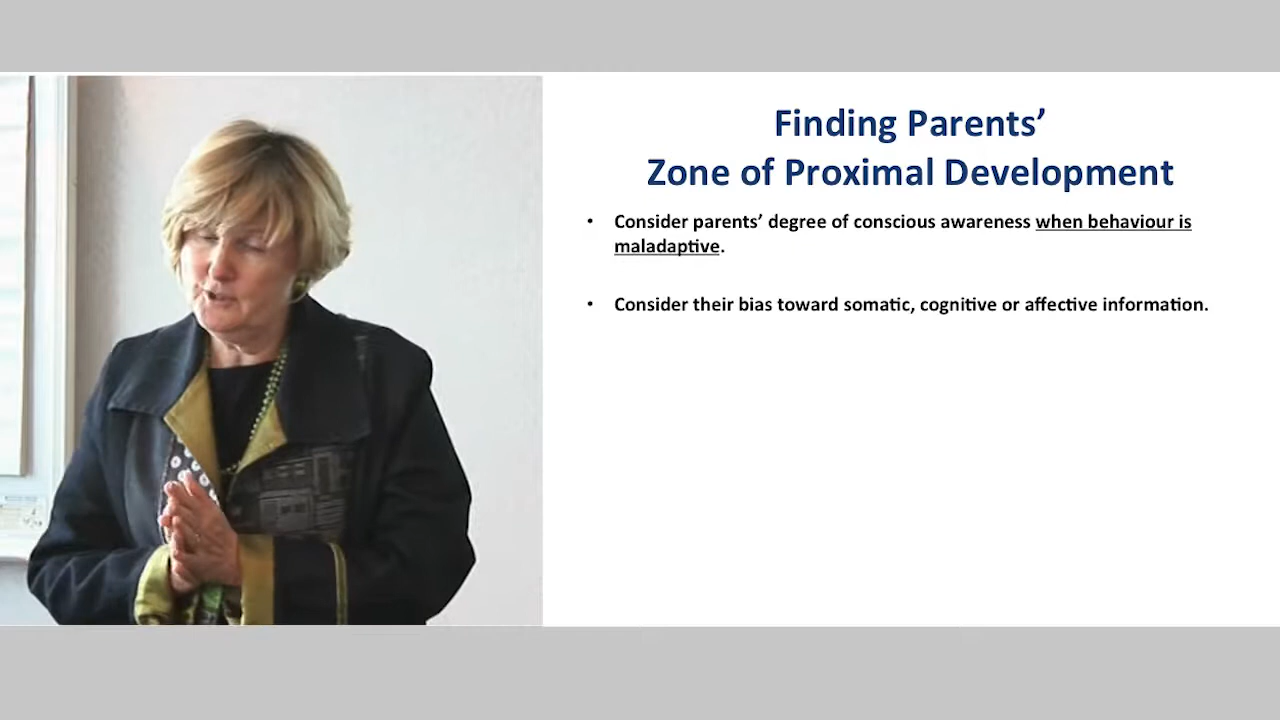 Finding Parents’
Zone of Proximal Development
• Consider parents’ degree of conscious awareness when behaviour is
maladaptive.
• Consider their bias toward somatic, cognitive or affective information.